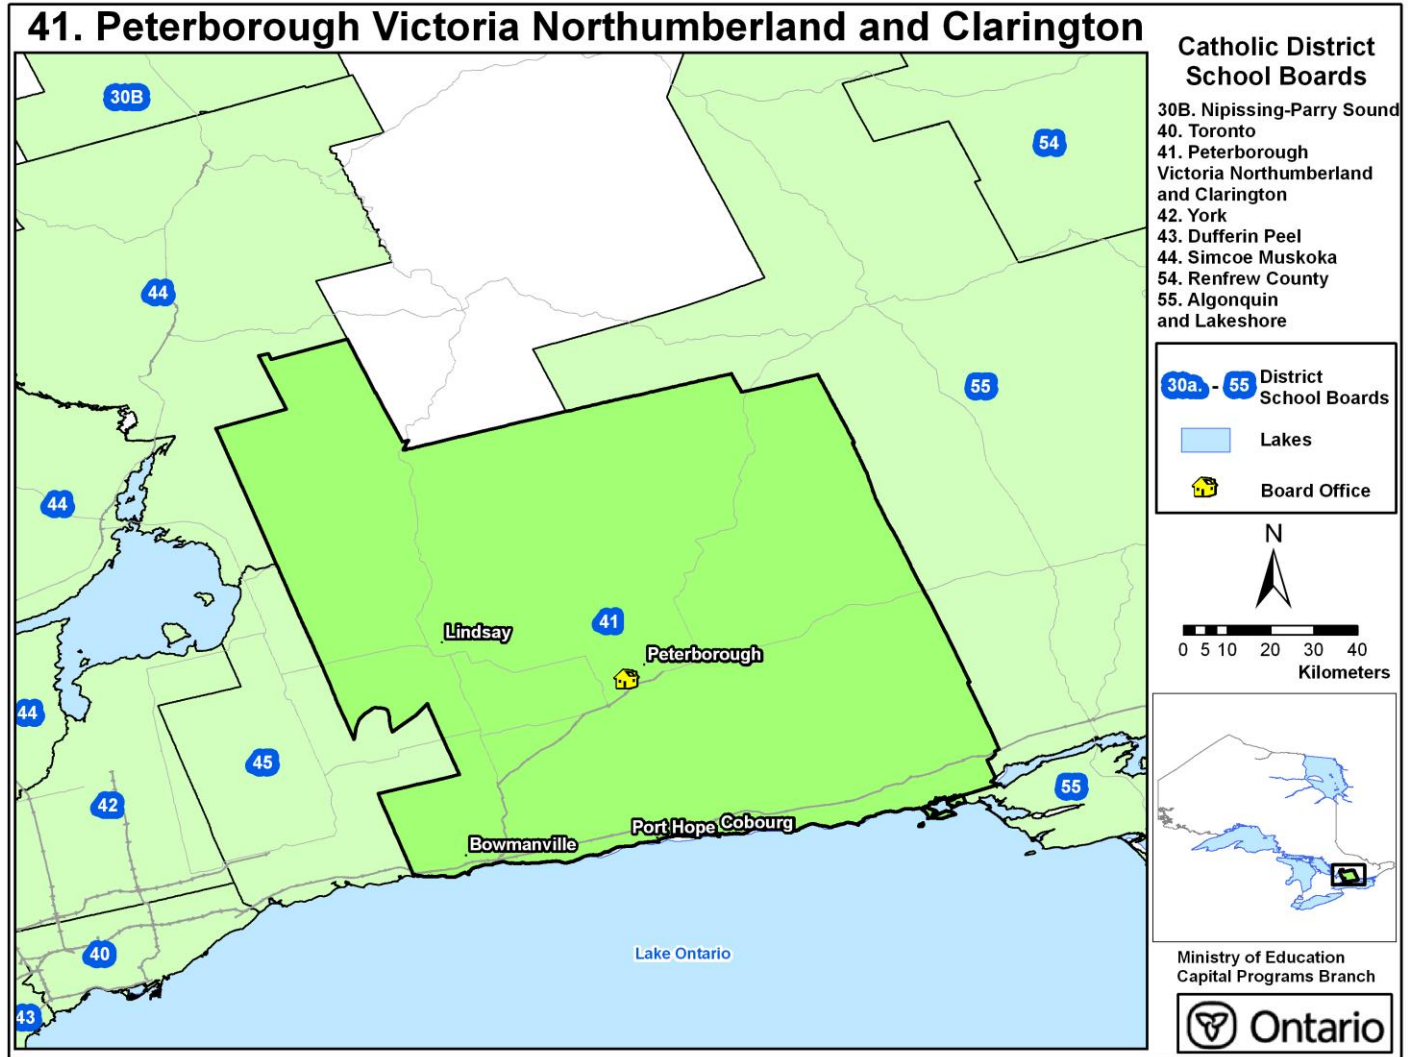 41. Peterborough Victoria Northumberland and Clarington
Catholic District
School Boards
30B. Nipissing-Parry Sound
40. Toronto
41. Peterborough
Victoria Northumberland
and Clarington
42. York
43. Dufferin Peel
44. Simcoe Muskoka
54. Renfrew County
55. Algonquin
and Lakeshore
30a. - 55 District
School Boards
Lakes
Board Office
N
0 5 10 20 30 40
Kilometers
Ministry of Education
Capital Programs Branch
Ontario
30B
54
44
55
44
41
Lindsay
Peterborough
44
45
42
55
Port Hope
Cobourg
Bowmanville
40
Lake Ontario
43